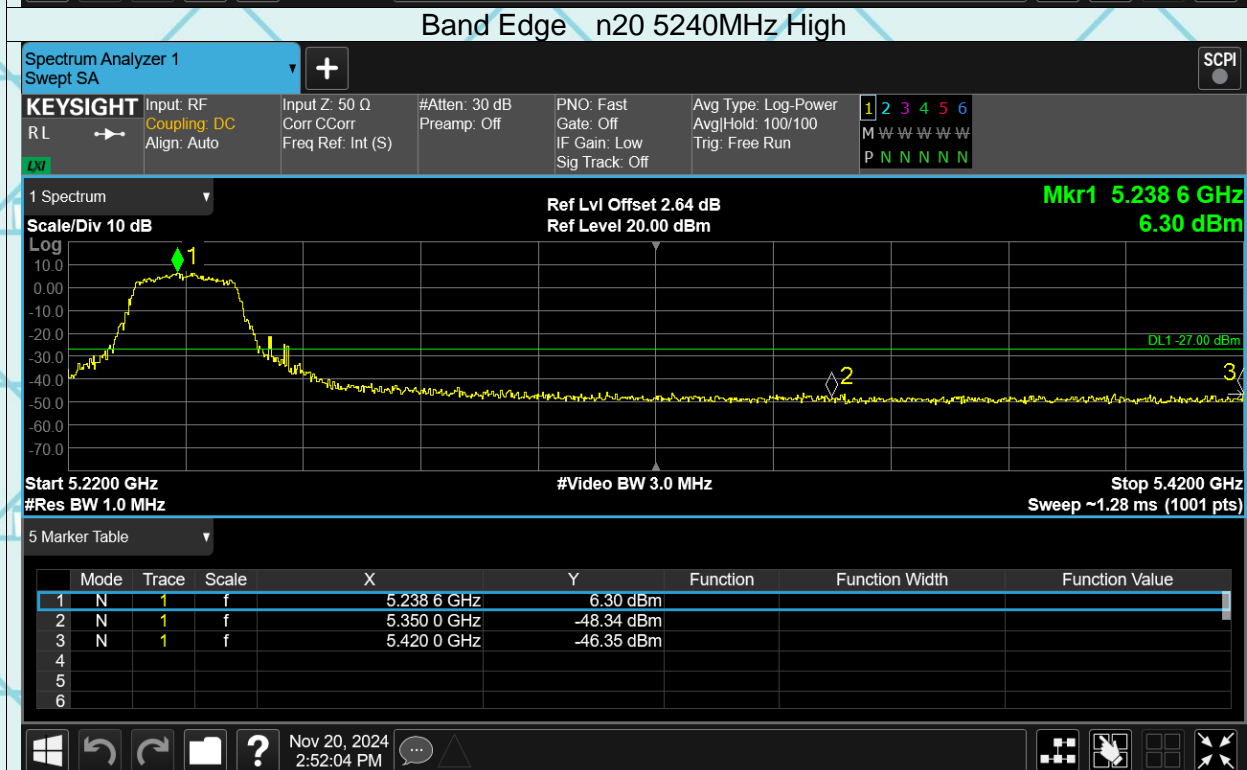 Band Edge n20 5240MHz High
Spectrum Analyzer 1
Swept SA
▼
+
SCPI
KEYSIGHT
R L
LXI
Input: RF
Coupling: DC
Align: Auto
Input Z: 50 Ω
Corr CCorr
Freq Ref: Int (S)
#Atten: 30 dB
Preamp: Off
PNO: Fast
Gate: Off
IF Gain: Low
Sig Track: Off
Avg Type: Log-Power
Avg|Hold: 100/100
Trig: Free Run
1 2 3 4 5 6
M W W W W W W
P N N N N N
1 Spectrum
▼
Scale/Div 10 dB
Ref Lvl Offset 2.64 dB
Ref Level 20.00 dBm
Mkr1 5.238 6 GHz
6.30 dBm
Log
10.0
0.00
-10.0
-20.0
-30.0
-40.0
-50.0
-60.0
-70.0
1
DL1 -27.00 dBm
2
3
Start 5.2200 GHz
#Video BW 3.0 MHz
Stop 5.4200 GHz
#Res BW 1.0 MHz
Sweep ~1.28 ms (1001 pts)
5 Marker Table
▼
Mode Trace Scale X Y Function Function Width Function Value
1 N 1 f 5.238 6 GHz 6.30 dBm
2 N 1 f 5.350 0 GHz -48.34 dBm
3 N 1 f 5.420 0 GHz -46.35 dBm
4
5
6
?
Nov 20, 2024
2:52:04 PM